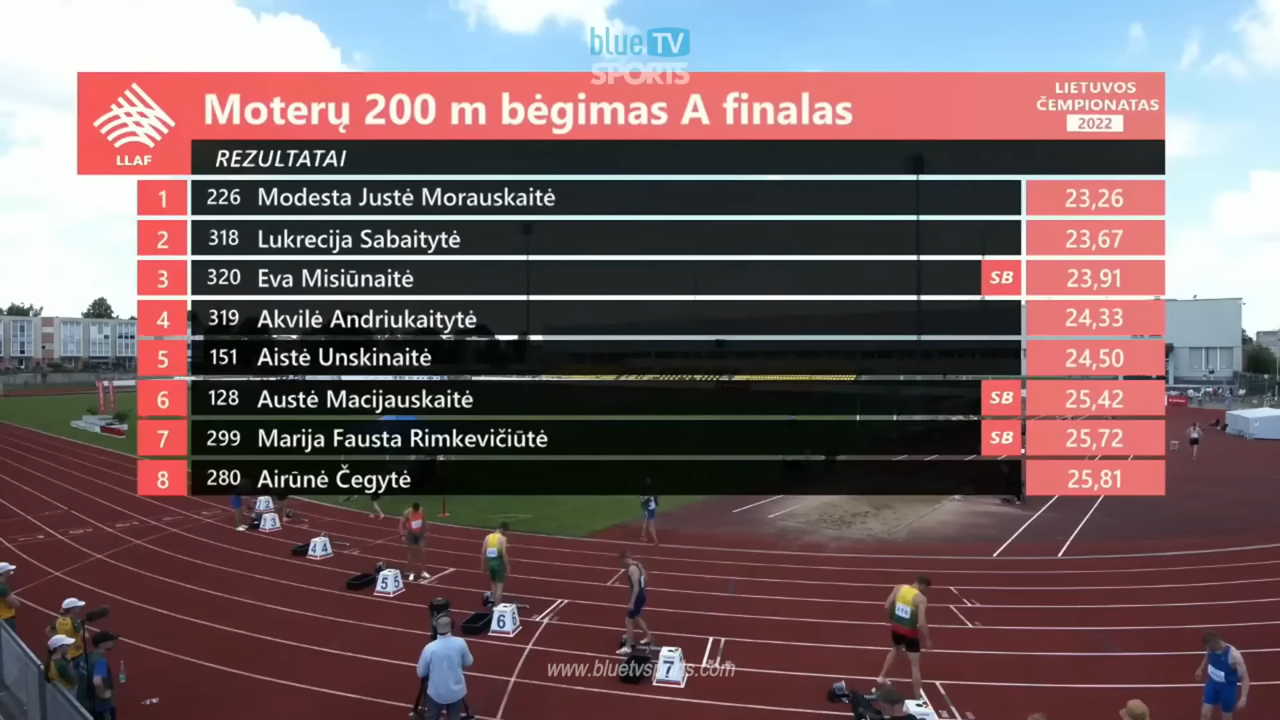 blue TV
SPORTS
LLAF
Moterų 200 m bėgimas A finalas
LIETUVOS
ČEMPIONATAS
2022
REZULTATAI
1 226 Modesta Justė Morauskaitė 23,26
2 318 Lukrecija Sabaitytė 23,67
3 320 Eva Misiūnaitė SB 23,91
4 319 Akvilė Andriukaitytė 24,33
5 151 Aistė Unskinaitė 24,50
6 128 Austė Macijauskaitė SB 25,42
7 299 Marija Fausta Rimkevičiūtė SB 25,72
8 280 Airūnė Čegytė 25,81
4 4
5 5
6 6
7
www.bluetvsports.com